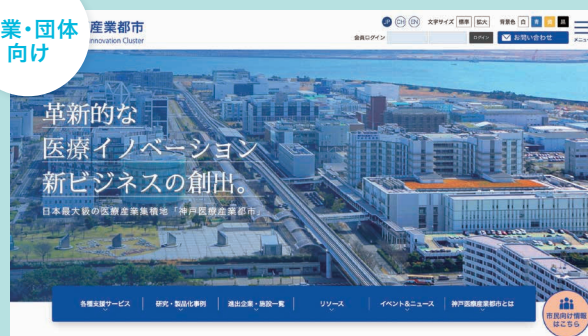 業・団体
向け
産業都市
Innovation Cluster
JP CH EN 文字サイズ 標準 拡大 背景色 白 青 黄 黒
会員ログイン ログイン お問い合わせ メニュー
革新的な
医療イノベーション
新ビジネスの創出。
日本最大級の医療産業集積地「神戸医療産業都市」
各種支援サービス 研究・製品化事例 進出企業・施設一覧 リソース イベント&ニュース 神戸医療産業都市とは
市民向け情報
はこちら